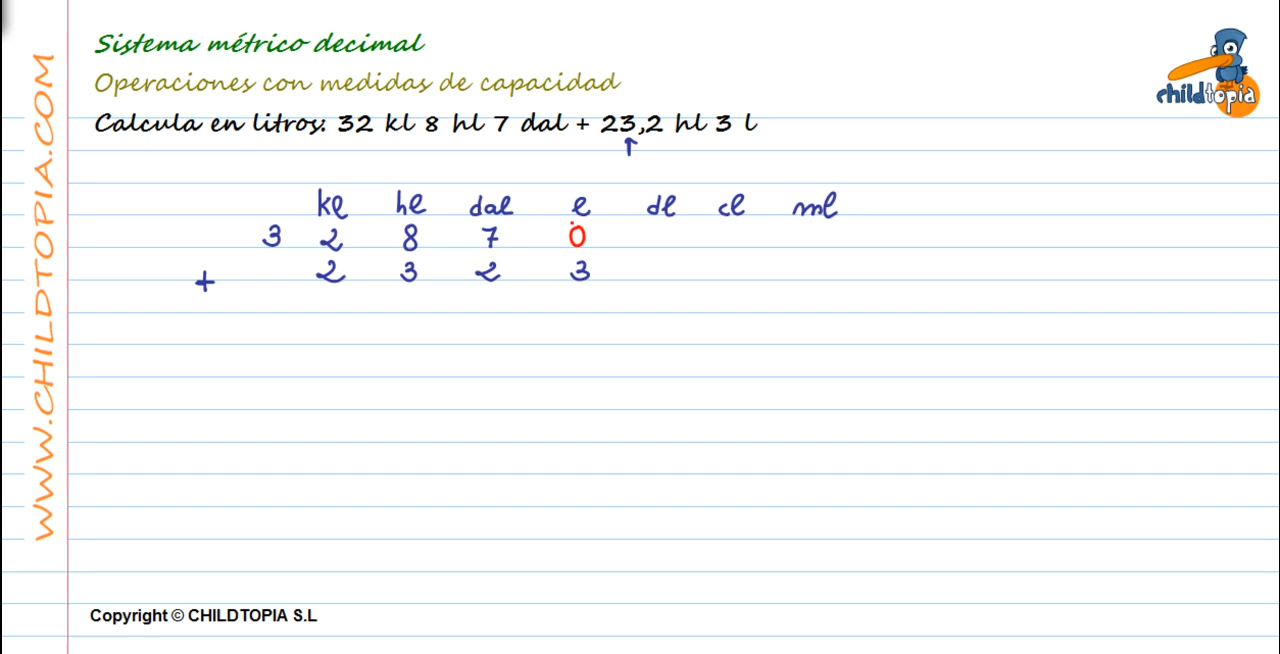 Sistema métrico decimal
Operaciones con medidas de capacidad
childtopia
Calcula en litros: 32 kl 8 hl 7 dal + 23,2 hl 3 l
kl hl dal l dl cl ml
3 2 8 7 0
+ 2 3 2 3
WWW.CHILDTOPIA.COM
Copyright © CHILDTOPIA S.L